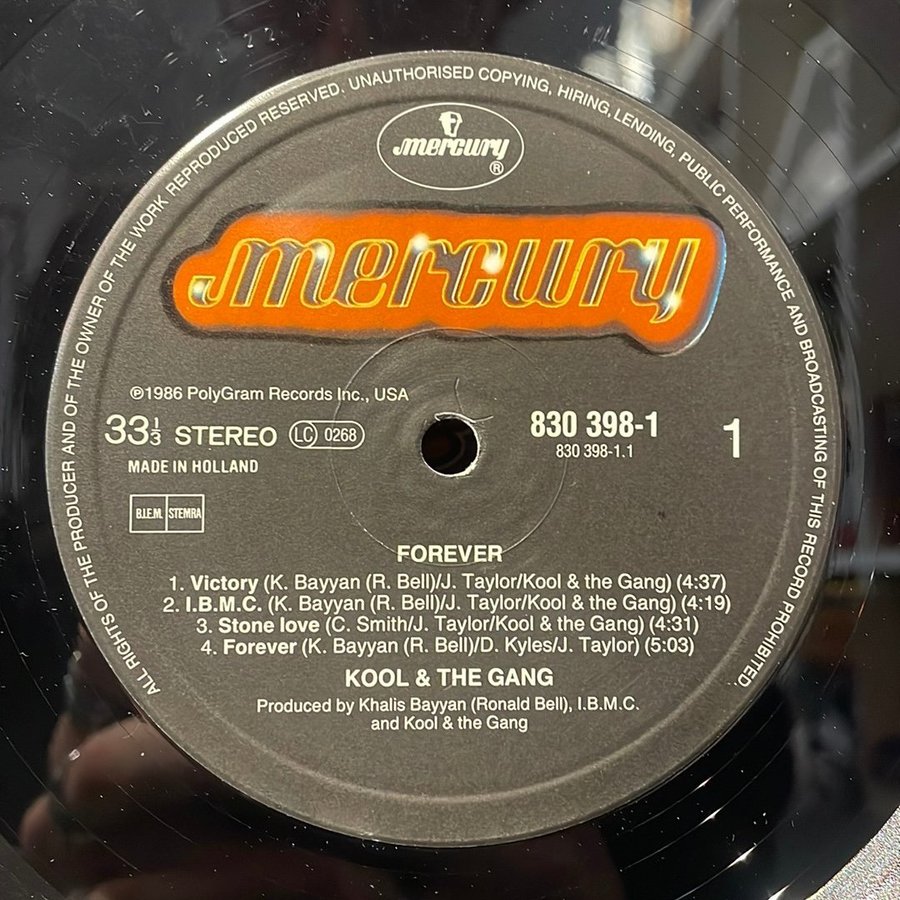 ALL RIGHTS OF THE PRODUCER AND OF THE OWNER OF THE WORK REPRODUCED RESERVED. UNAUTHORISED COPYING, HIRING, LENDING, PUBLIC PERFORMANCE AND BROADCASTING OF THIS RECORD PROHIBITED.
mercury
®
mercury
℗1986 PolyGram Records Inc., USA
33⅓ STEREO LC 0268
MADE IN HOLLAND
B.I.E.M. STEMRA
830 398-1
830 398-1.1
1
FOREVER
1. Victory (K. Bayyan (R. Bell)/J. Taylor/Kool & the Gang) (4:37)
2. I.B.M.C. (K. Bayyan (R. Bell)/J. Taylor/Kool & the Gang) (4:19)
3. Stone love (C. Smith/J. Taylor/Kool & the Gang) (4:31)
4. Forever (K. Bayyan (R. Bell)/D. Kyles/J. Taylor) (5:03)
KOOL & THE GANG
Produced by Khalis Bayyan (Ronald Bell), I.B.M.C.
and Kool & the Gang